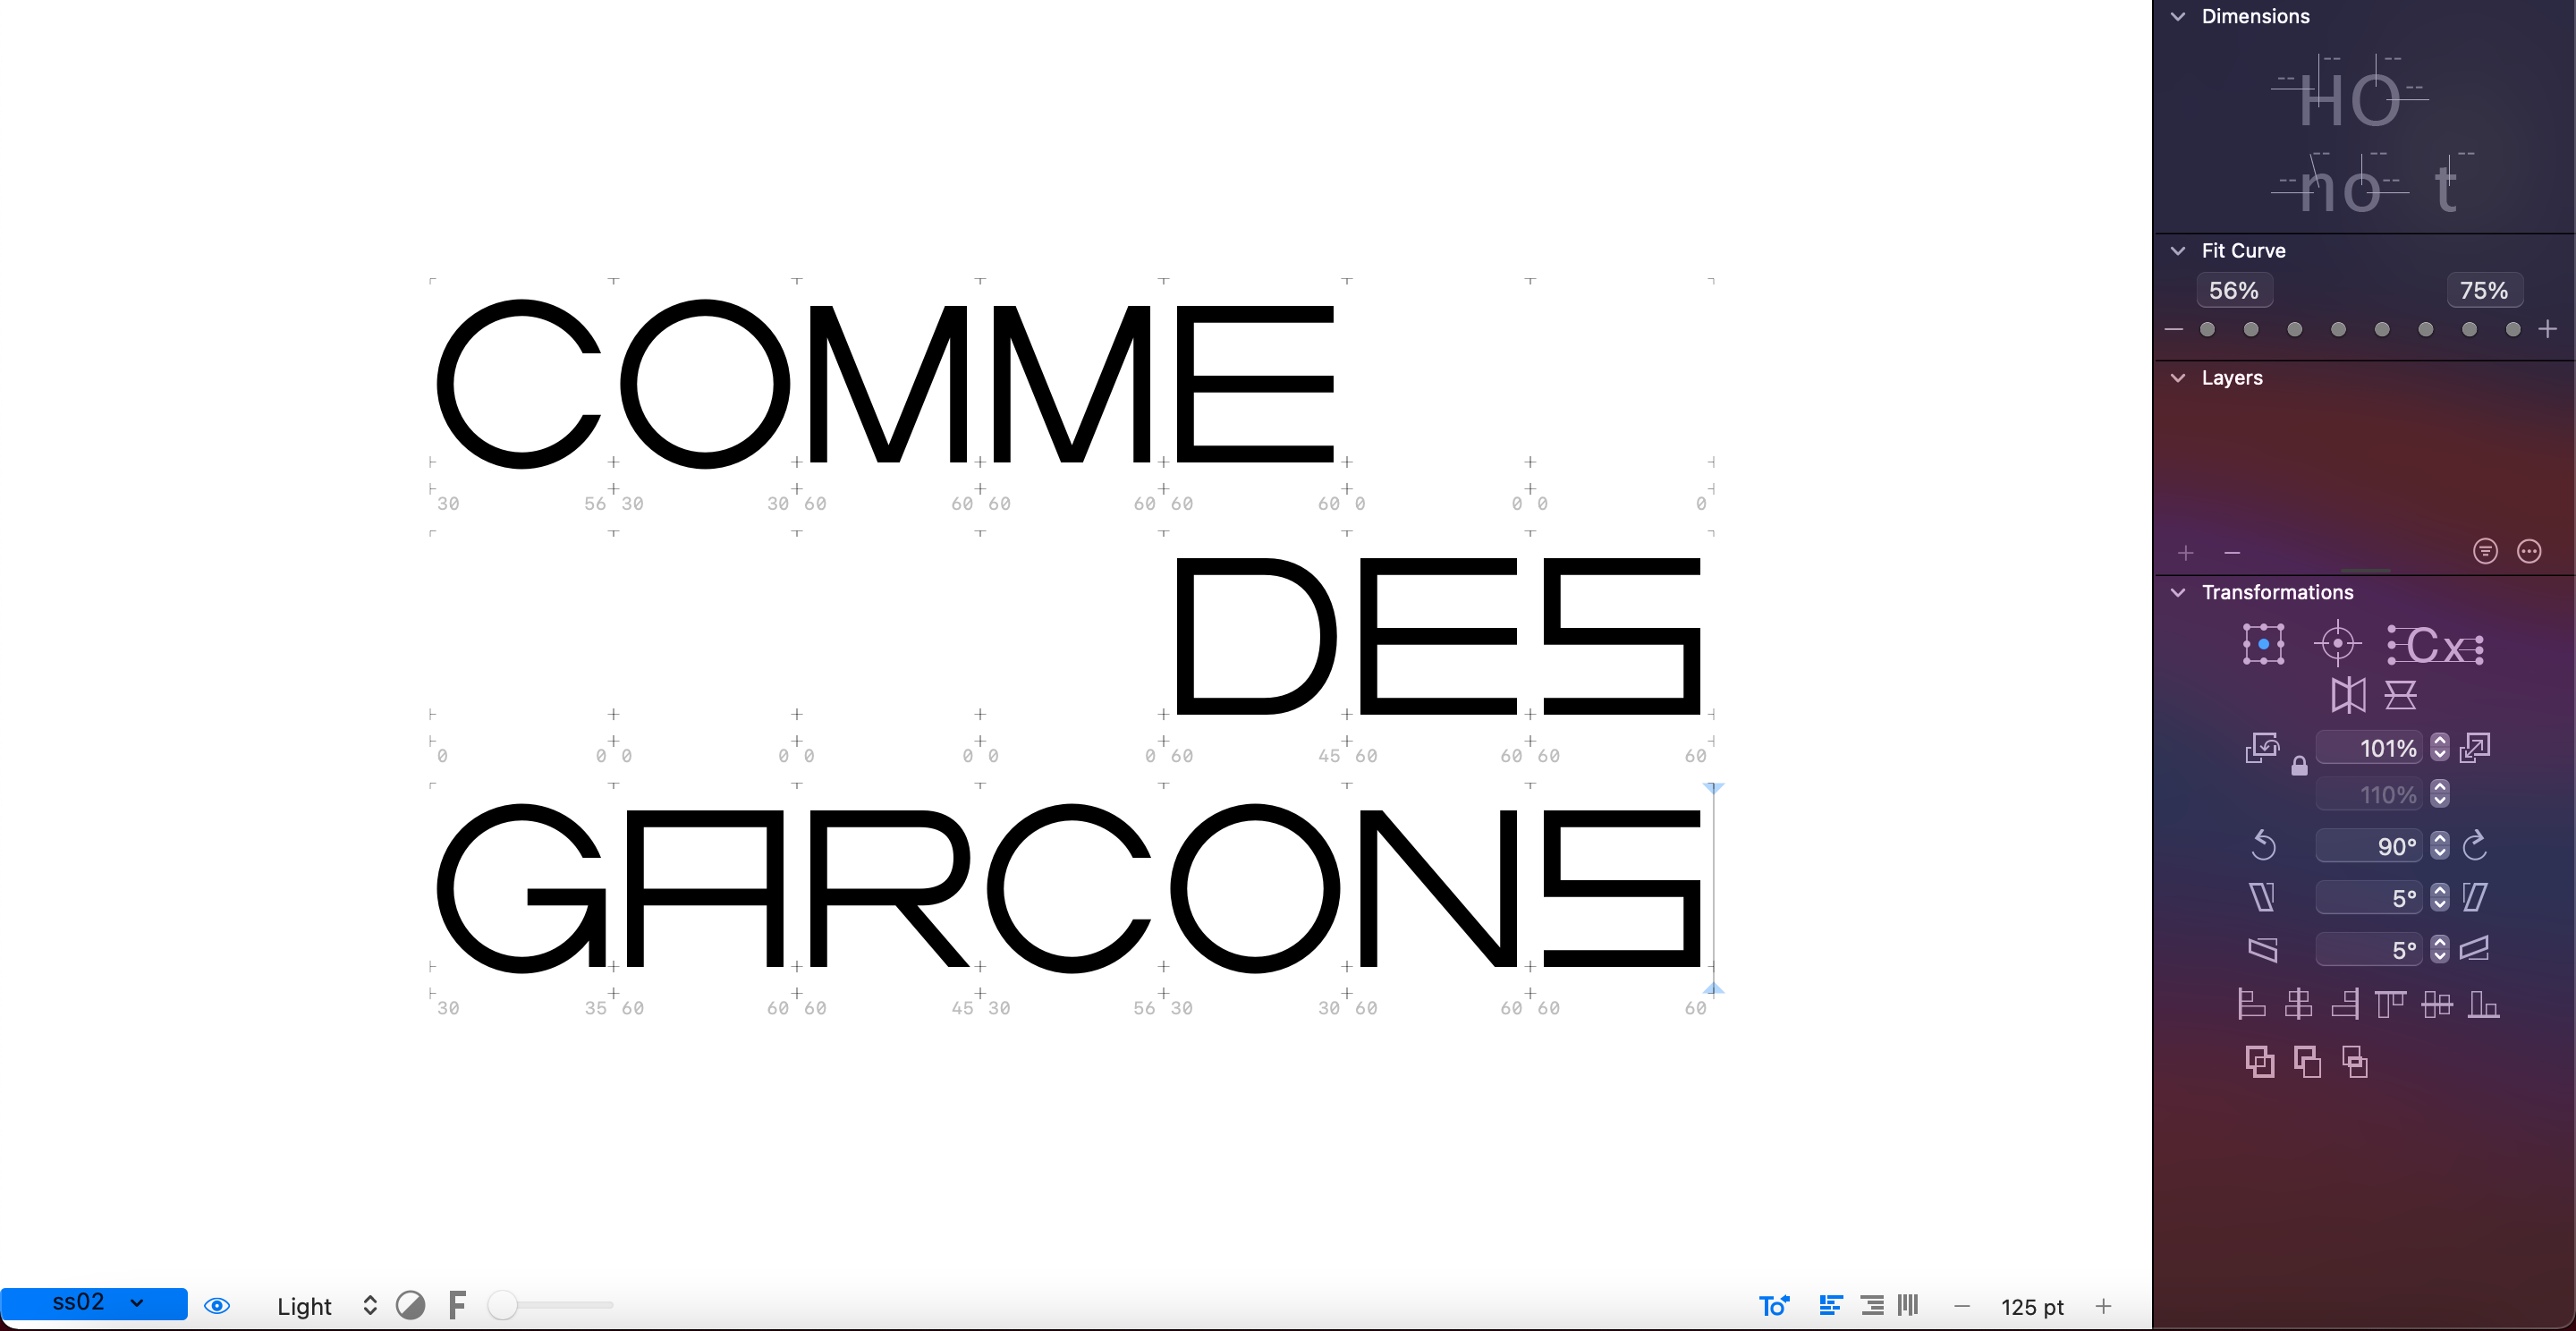 Dimensions
-- --
-- HO --
-- -- --
-- no -- t
Fit Curve
56% 75%
Layers
COMME
30 56 30 30 60 60 60 60 60 60 0 0 0 0
DES
0 0 0 0 0 0 0 0 60 45 60 60 60 60
GARCONS
30 35 60 60 60 45 30 56 30 30 60 60 60 60
Transformations
Cx
101%
110%
90°
5°
5°
ss02 Light F To 125 pt